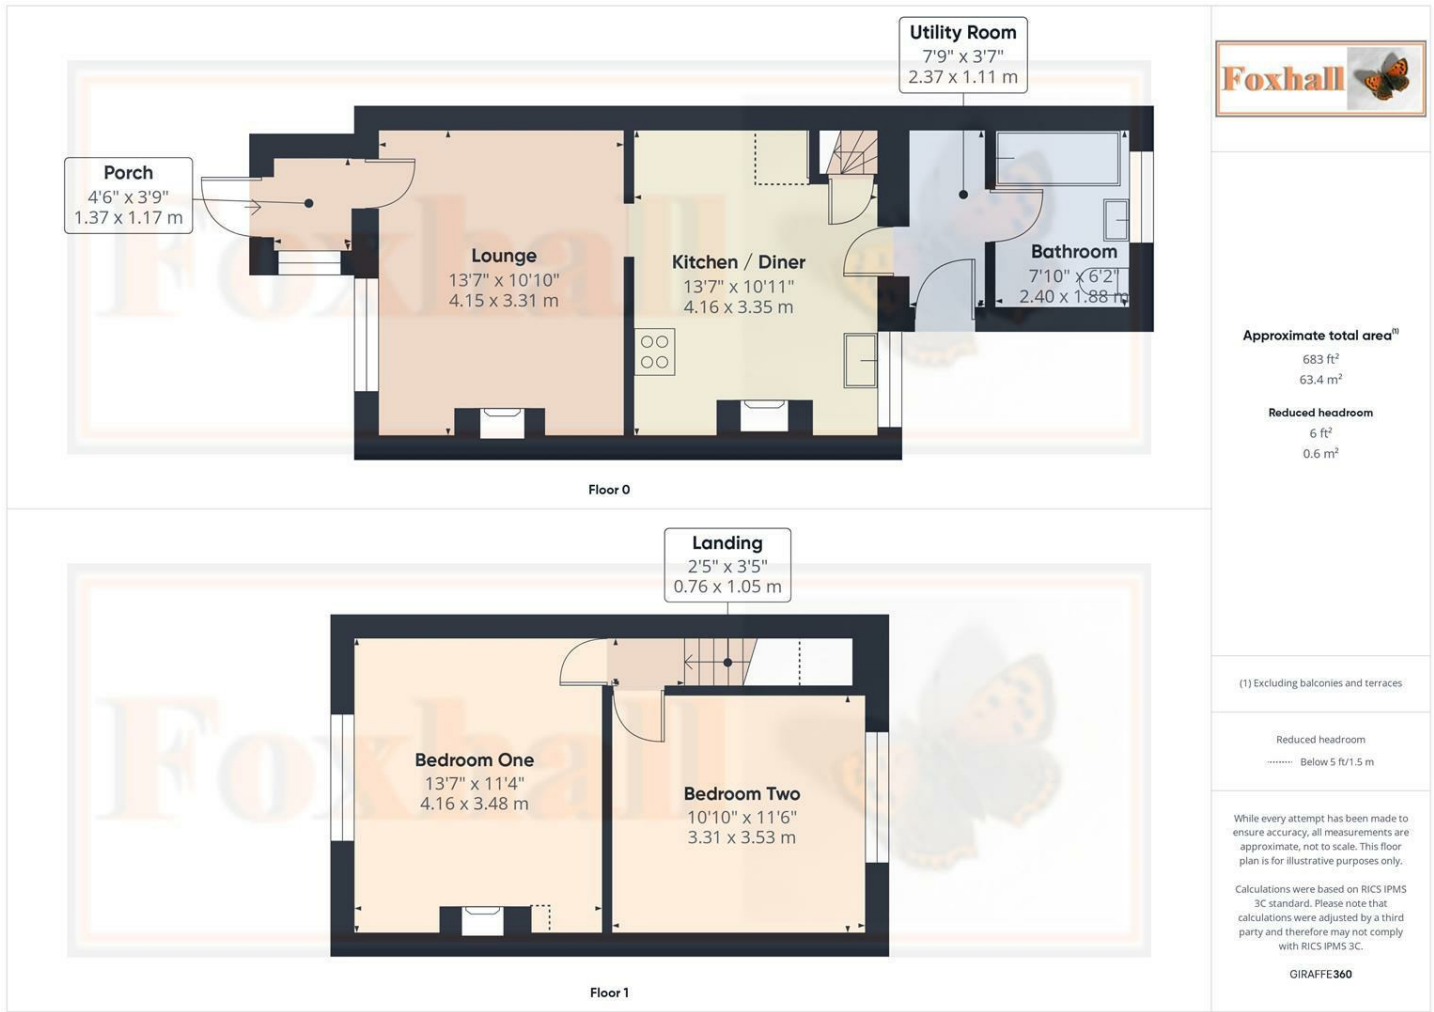 Utility Room
7'9" x 3'7"
2.37 x 1.11 m
Porch
4'6" x 3'9"
1.37 x 1.17 m
Lounge
13'7" x 10'10"
4.15 x 3.31 m
Kitchen / Diner
13'7" x 10'11"
4.16 x 3.35 m
Bathroom
7'10" x 6'2"
2.40 x 1.88 m
Foxhall
Floor 0
Landing
2'5" x 3'5"
0.76 x 1.05 m
Bedroom One
13'7" x 11'4"
4.16 x 3.48 m
Bedroom Two
10'10" x 11'6"
3.31 x 3.53 m
Foxhall
Floor 1
Foxhall
Approximate total area(1)
683 ft²
63.4 m²
Reduced headroom
6 ft²
0.6 m²
(1) Excluding balconies and terraces
Reduced headroom
Below 5 ft/1.5 m
While every attempt has been made to
ensure accuracy, all measurements are
approximate, not to scale. This floor
plan is for illustrative purposes only.
Calculations were based on RICS IPMS
3C standard. Please note that
calculations were adjusted by a third
party and therefore may not comply
with RICS IPMS 3C.
GIRAFFE360